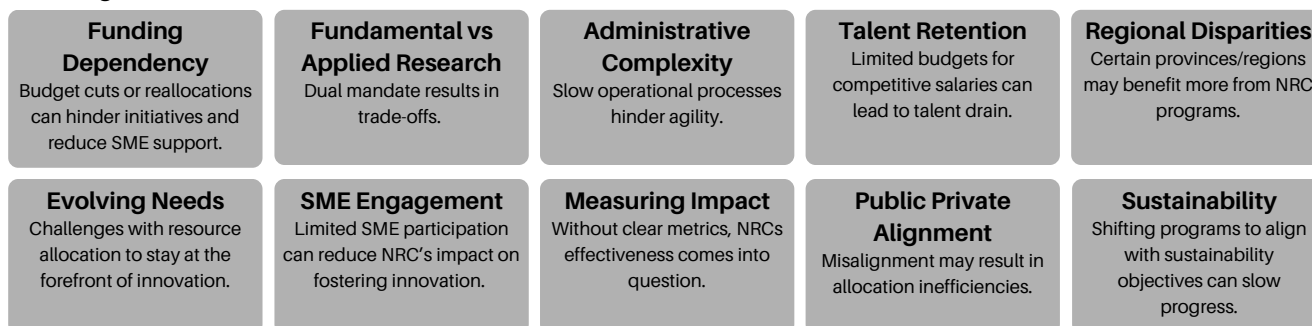 Funding
Dependency
Budget cuts or reallocations
can hinder initiatives and
reduce SME support.
Fundamental vs
Applied Research
Dual mandate results in
trade-offs.
Administrative
Complexity
Slow operational processes
hinder agility.
Talent Retention
Limited budgets for
competitive salaries can
lead to talent drain.
Regional Disparities
Certain provinces/regions
may benefit more from NRC
programs.
Evolving Needs
Challenges with resource
allocation to stay at the
forefront of innovation.
SME Engagement
Limited SME participation
can reduce NRC’s impact on
fostering innovation.
Measuring Impact
Without clear metrics, NRCs
effectiveness comes into
question.
Public Private
Alignment
Misalignment may result in
allocation inefficiencies.
Sustainability
Shifting programs to align
with sustainability
objectives can slow
progress.